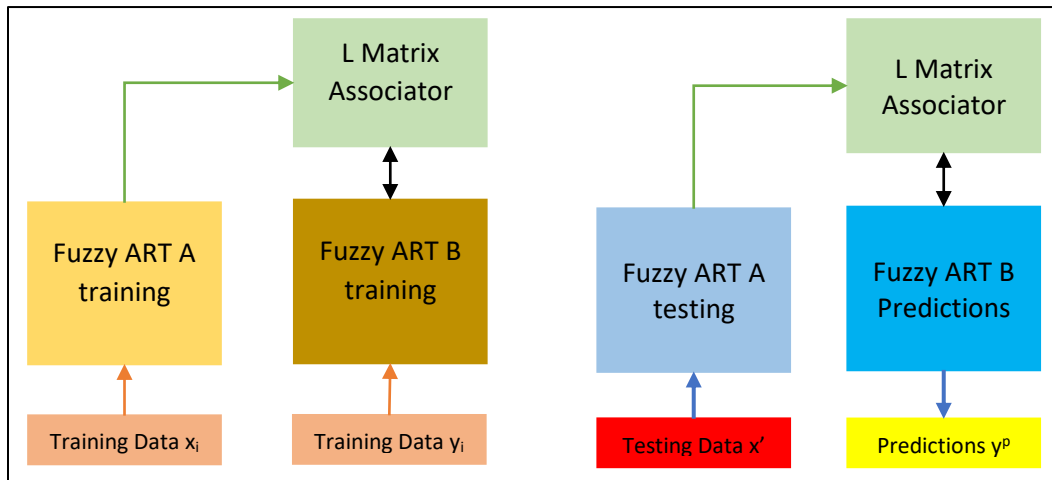 L Matrix
Associator
Fuzzy ART A
training
Fuzzy ART B
training
Training Data xᵢ
Training Data yᵢ
L Matrix
Associator
Fuzzy ART A
testing
Fuzzy ART B
Predictions
Testing Data x’
Predictions yᵖ